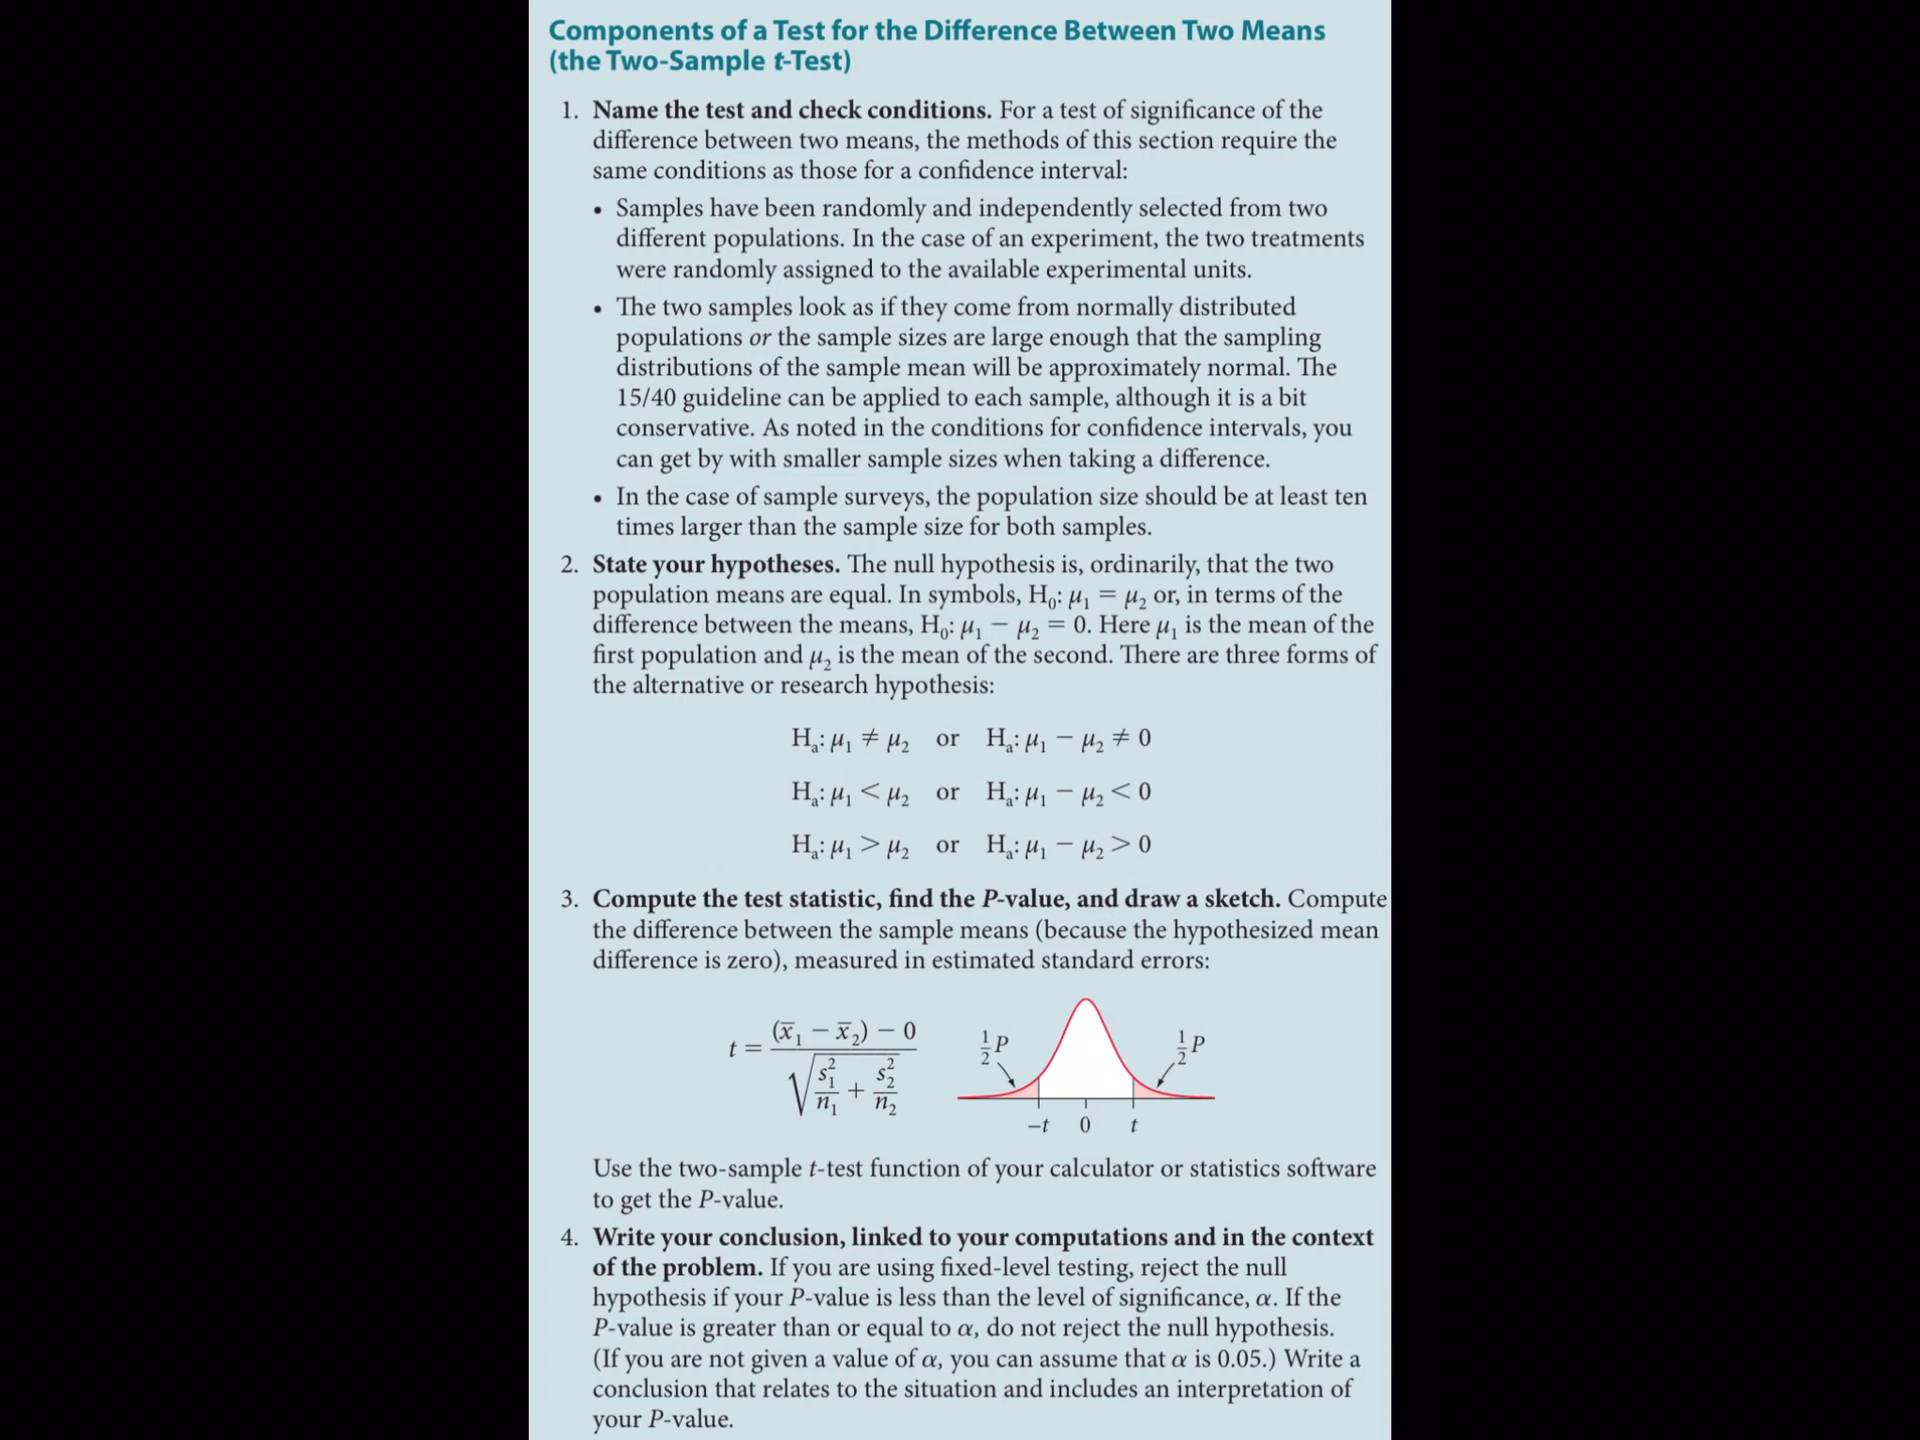 Components of a Test for the Difference Between Two Means
(the Two-Sample t-Test)
1. Name the test and check conditions. For a test of significance of the
difference between two means, the methods of this section require the
same conditions as those for a confidence interval:
• Samples have been randomly and independently selected from two
different populations. In the case of an experiment, the two treatments
were randomly assigned to the available experimental units.
• The two samples look as if they come from normally distributed
populations or the sample sizes are large enough that the sampling
distributions of the sample mean will be approximately normal. The
15/40 guideline can be applied to each sample, although it is a bit
conservative. As noted in the conditions for confidence intervals, you
can get by with smaller sample sizes when taking a difference.
• In the case of sample surveys, the population size should be at least ten
times larger than the sample size for both samples.
2. State your hypotheses. The null hypothesis is, ordinarily, that the two
population means are equal. In symbols, H₀: μ₁ = μ₂ or, in terms of the
difference between the means, H₀: μ₁ − μ₂ = 0. Here μ₁ is the mean of the
first population and μ₂ is the mean of the second. There are three forms of
the alternative or research hypothesis:
Hₐ: μ₁ ≠ μ₂ or Hₐ: μ₁ − μ₂ ≠ 0
Hₐ: μ₁ < μ₂ or Hₐ: μ₁ − μ₂ < 0
Hₐ: μ₁ > μ₂ or Hₐ: μ₁ − μ₂ > 0
3. Compute the test statistic, find the P-value, and draw a sketch. Compute
the difference between the sample means (because the hypothesized mean
difference is zero), measured in estimated standard errors:
t = ((x̄₁ − x̄₂) − 0) / √(s₁²/n₁ + s₂²/n₂)
½P ½P
−t 0 t
Use the two-sample t-test function of your calculator or statistics software
to get the P-value.
4. Write your conclusion, linked to your computations and in the context
of the problem. If you are using fixed-level testing, reject the null
hypothesis if your P-value is less than the level of significance, α. If the
P-value is greater than or equal to α, do not reject the null hypothesis.
(If you are not given a value of α, you can assume that α is 0.05.) Write a
conclusion that relates to the situation and includes an interpretation of
your P-value.